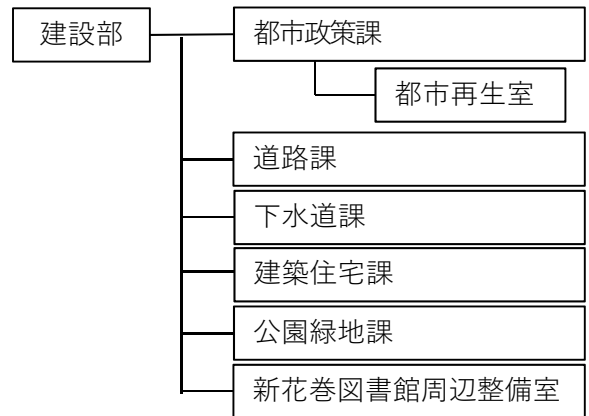 建設部
都市政策課
都市再生室
道路課
下水道課
建築住宅課
公園緑地課
新花巻図書館周辺整備室